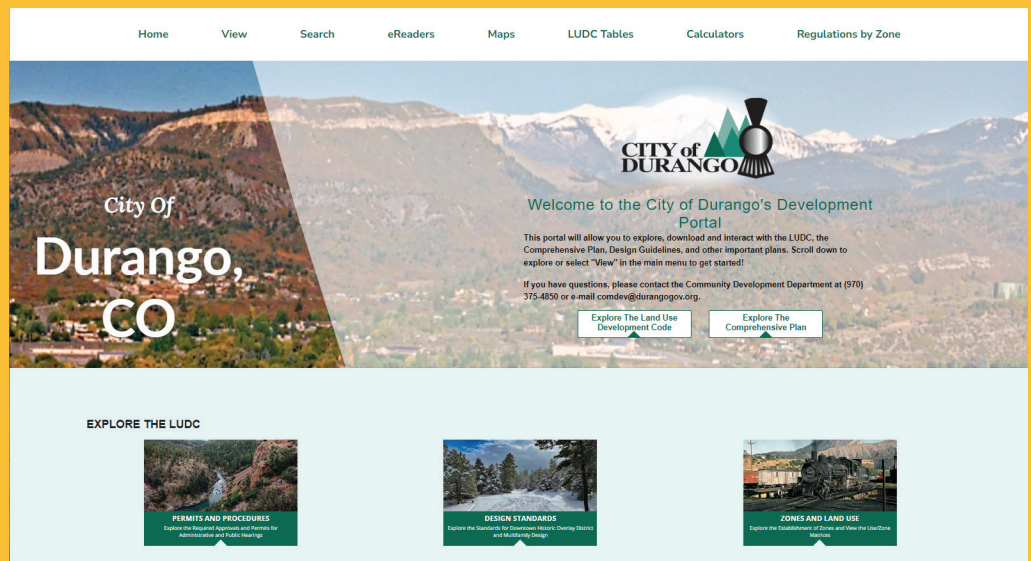 Home View Search eReaders Maps LUDC Tables Calculators Regulations by Zone
City Of
Durango,
CO
CITY of
DURANGO
Welcome to the City of Durango's Development
Portal
This portal will allow you to explore, download and interact with the LUDC, the
Comprehensive Plan, Design Guidelines, and other important plans. Scroll down to
explore or select "View" in the main menu to get started!
If you have questions, please contact the Community Development Department at (970)
375-4850 or e-mail comdev@durangogov.org.
Explore The Land Use
Development Code
Explore The
Comprehensive Plan
EXPLORE THE LUDC
PERMITS AND PROCEDURES
Explore the Required Approvals and Permits for
Administrative and Public Hearings
DESIGN STANDARDS
Explore the Standards for Downtown Historic Overlay District
and Multifamily Design
ZONES AND LAND USE
Explore the Establishment of Zones and View the Use/Zone
Matrices